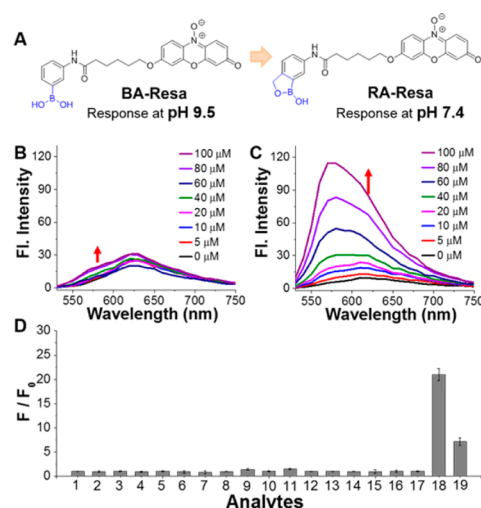 A
O⊖
N⊕
H
N
O
O
O
O
B
HO
OH
BA-Resa
Response at pH 9.5
O⊖
N⊕
H
N
O
O
O
O
O-B
OH
RA-Resa
Response at pH 7.4
B
Fl. Intensity
120
90
60
30
0
100 μM
80 μM
60 μM
40 μM
20 μM
10 μM
5 μM
0 μM
550 600 650 700 750
Wavelength (nm)
C
Fl. Intensity
120
90
60
30
0
100 μM
80 μM
60 μM
40 μM
20 μM
10 μM
5 μM
0 μM
550 600 650 700 750
Wavelength (nm)
D
F / F0
30
25
20
15
10
5
0
1 2 3 4 5 6 7 8 9 10 11 12 13 14 15 16 17 18 19
Analytes